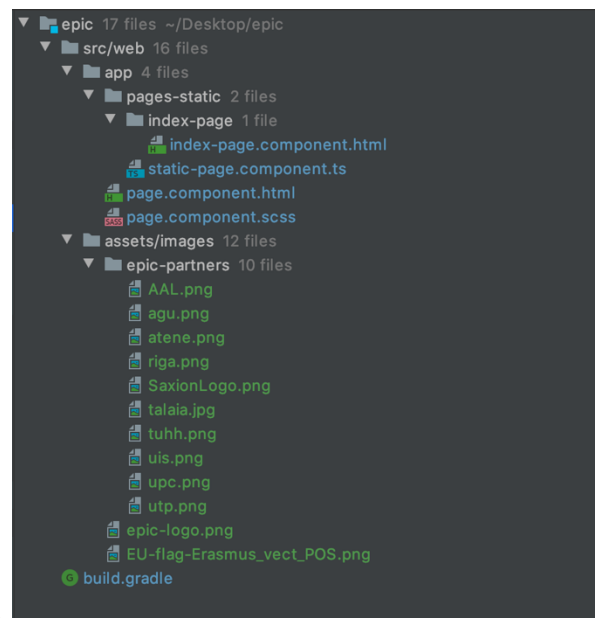 epic 17 files ~/Desktop/epic
src/web 16 files
app 4 files
pages-static 2 files
index-page 1 file
index-page.component.html
static-page.component.ts
page.component.html
page.component.scss
assets/images 12 files
epic-partners 10 files
AAL.png
agu.png
atene.png
riga.png
SaxionLogo.png
talaia.jpg
tuhh.png
uis.png
upc.png
utp.png
epic-logo.png
EU-flag-Erasmus_vect_POS.png
build.gradle